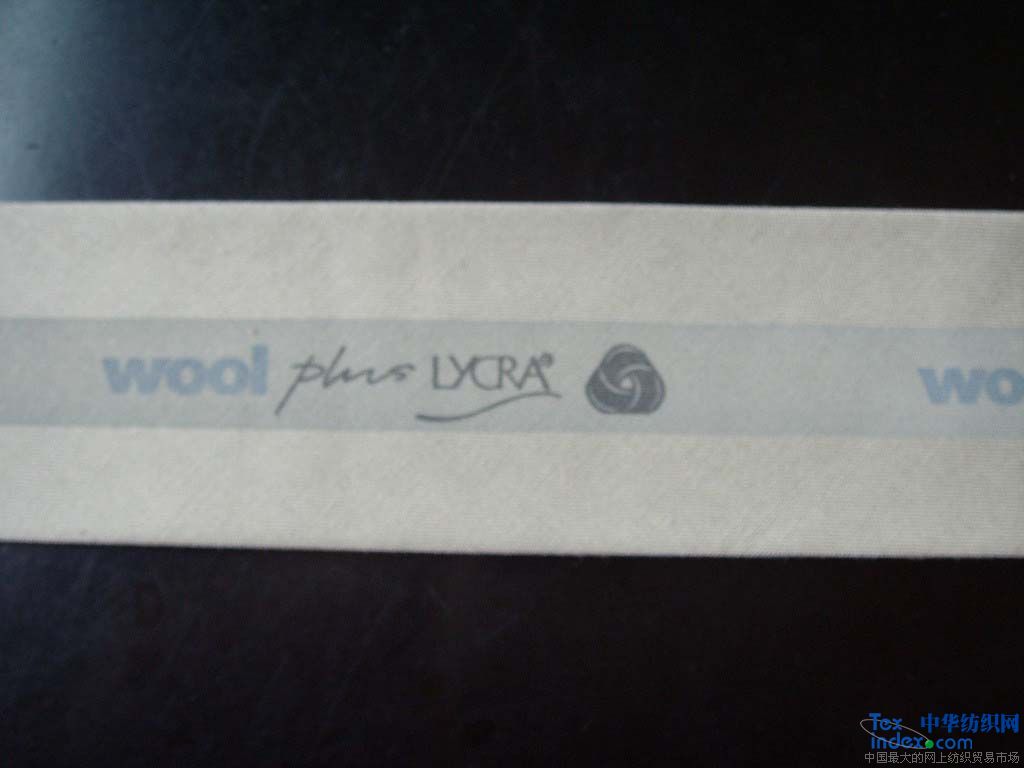 wool plus LYCRA® wo
Tex 中华纺织网
index.com
中国最大的网上纺织贸易市场